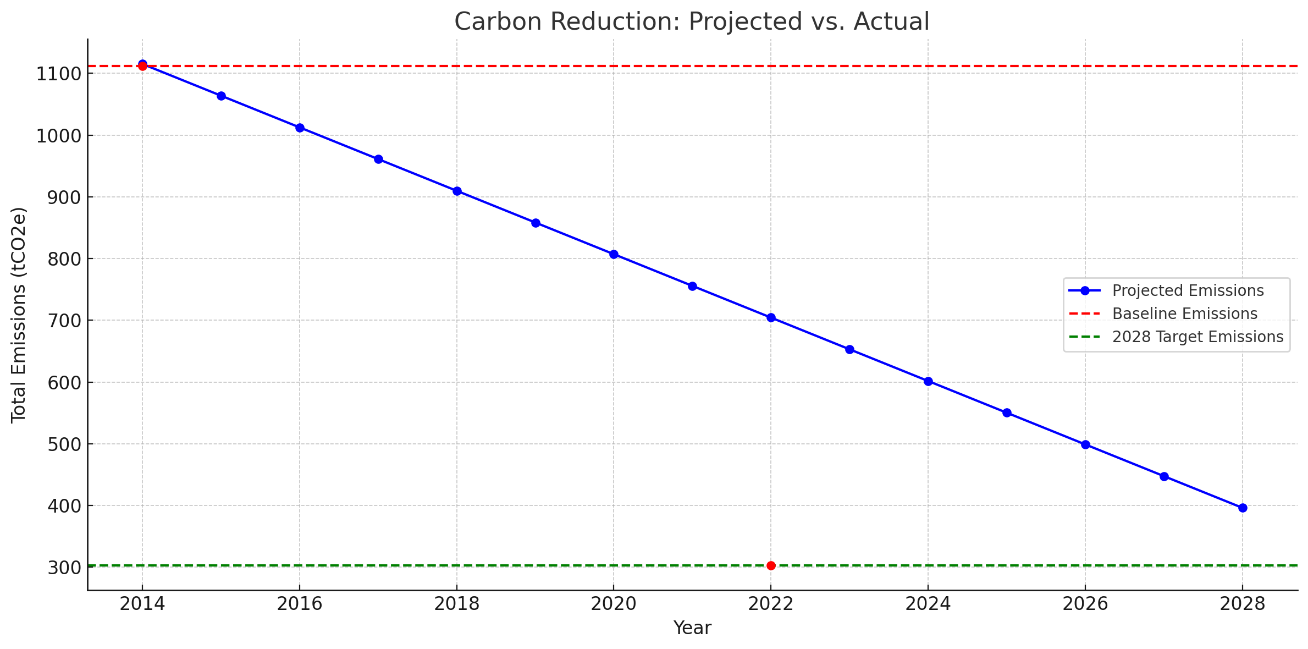 Carbon Reduction: Projected vs. Actual
Total Emissions (tCO2e)
1100
1000
900
800
700
600
500
400
300
Projected Emissions
Baseline Emissions
2028 Target Emissions
2014 2016 2018 2020 2022 2024 2026 2028
Year